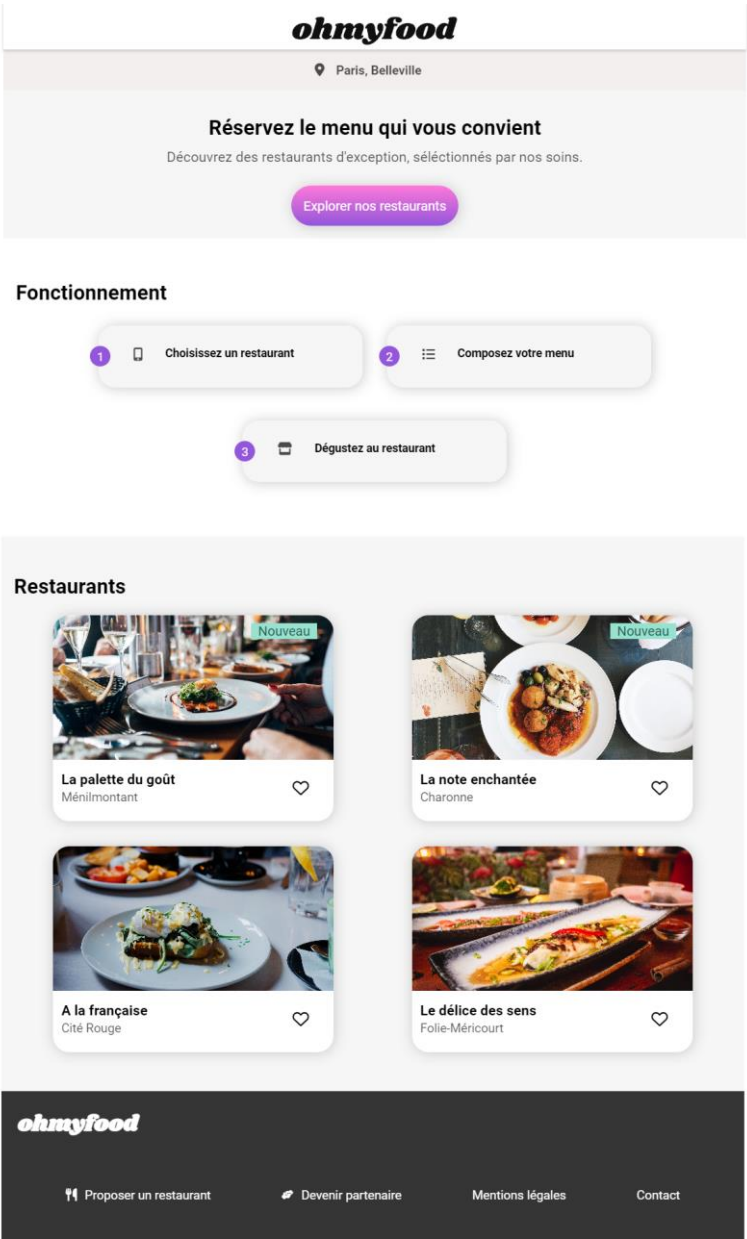 ohmyfood
Paris, Belleville
Réservez le menu qui vous convient
Découvrez des restaurants d'exception, séléctionnés par nos soins.
Explorer nos restaurants
Fonctionnement
1 Choisissez un restaurant
2 Composez votre menu
3 Dégustez au restaurant
Restaurants
Nouveau
La palette du goût
Ménilmontant
Nouveau
La note enchantée
Charonne
A la française
Cité Rouge
Le délice des sens
Folie-Méricourt
ohmyfood
Proposer un restaurant
Devenir partenaire
Mentions légales
Contact